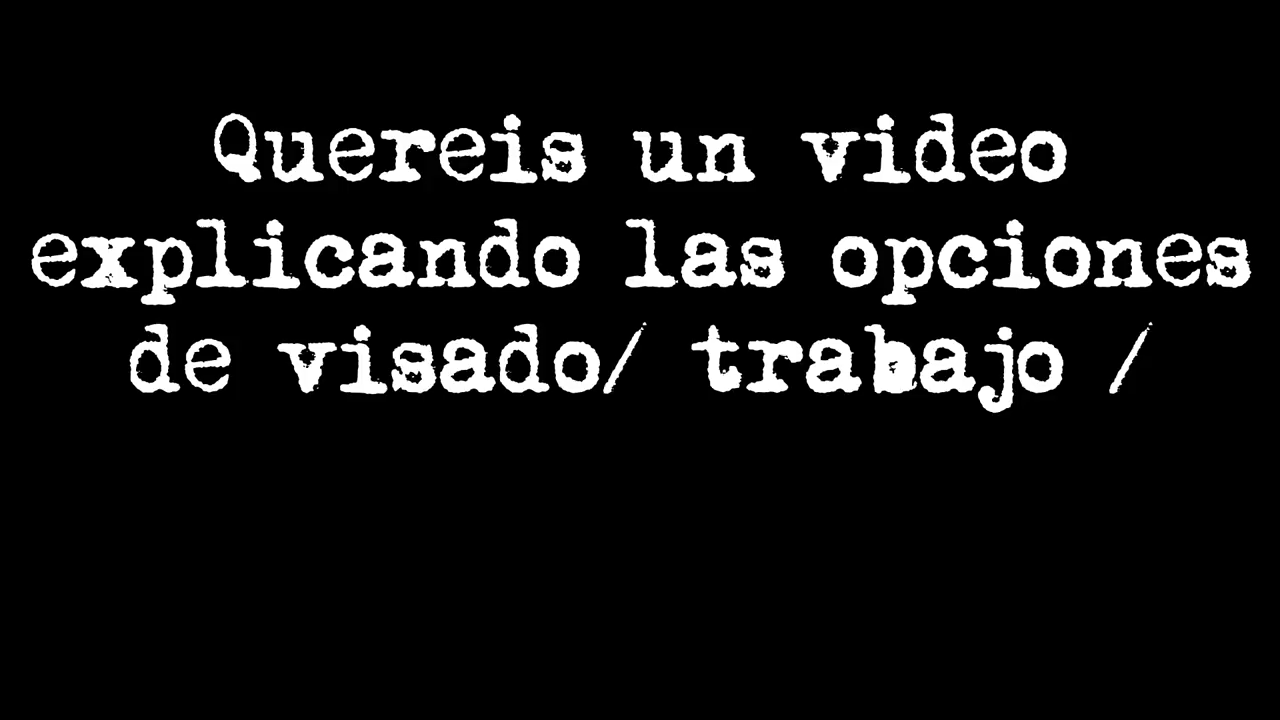 Quereis un video
explicando las opciones
de visado/ trabajo /